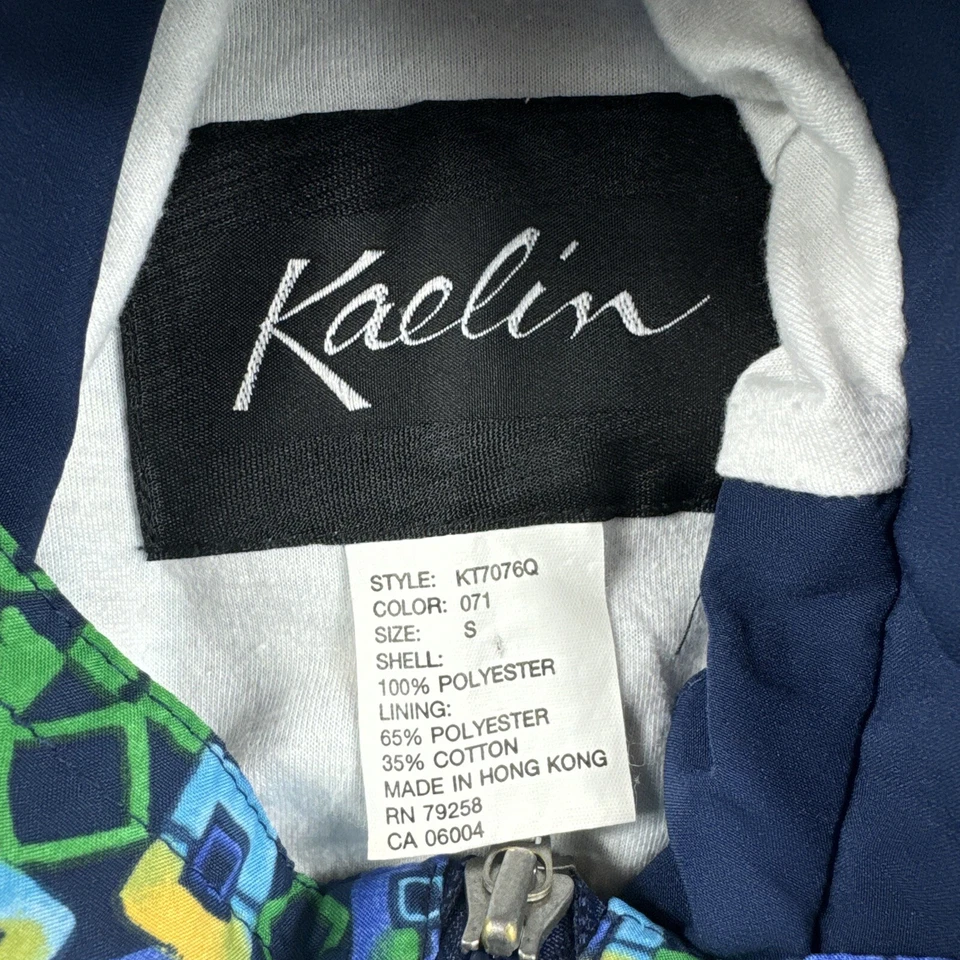 Kaelin
STYLE: KT7076Q
COLOR: 071
SIZE: S
SHELL:
100% POLYESTER
LINING:
65% POLYESTER
35% COTTON
MADE IN HONG KONG
RN 79258
CA 06004